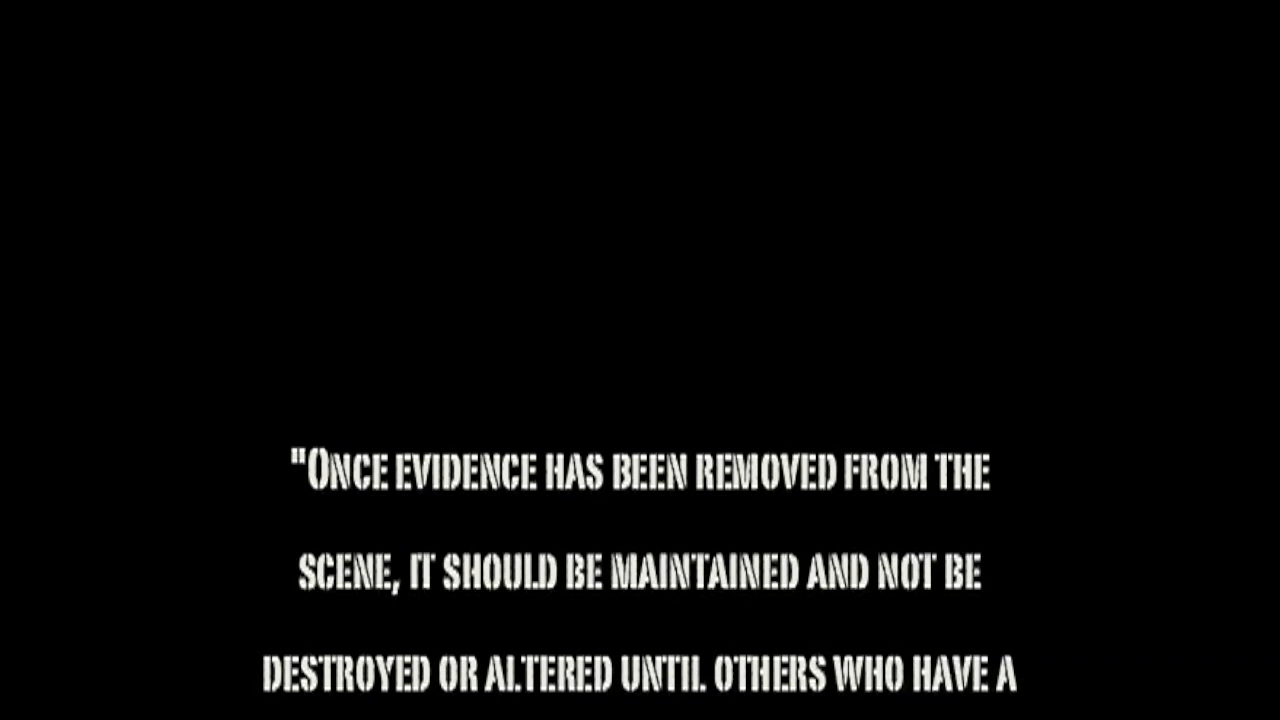 "Once evidence has been removed from the
scene, it should be maintained and not be
destroyed or altered until others who have a